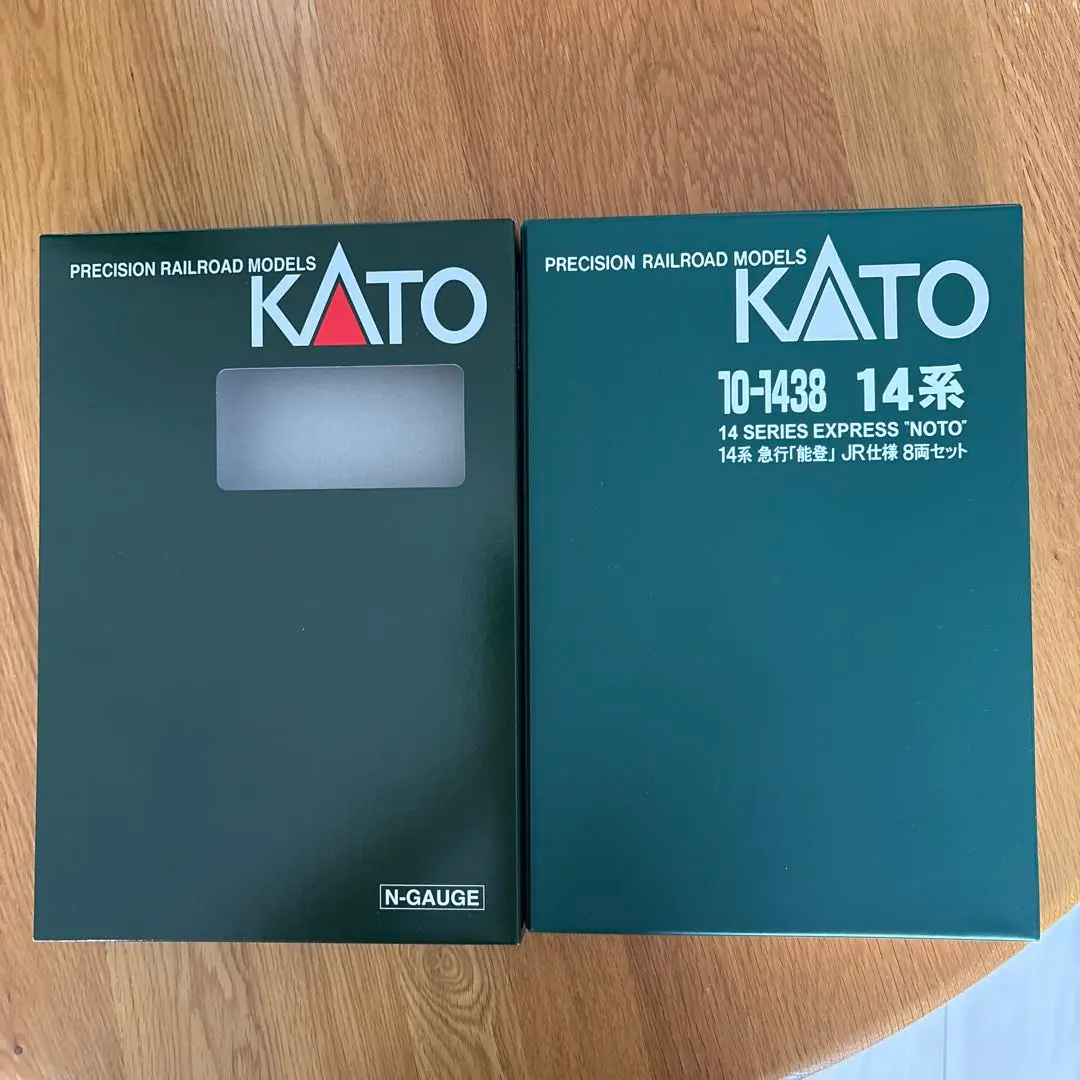 PRECISION RAILROAD MODELS
KATO
N-GAUGE
PRECISION RAILROAD MODELS
KATO
10-1438 14系
14 SERIES EXPRESS "NOTO"
14系 急行「能登」 JR仕様 8両セット